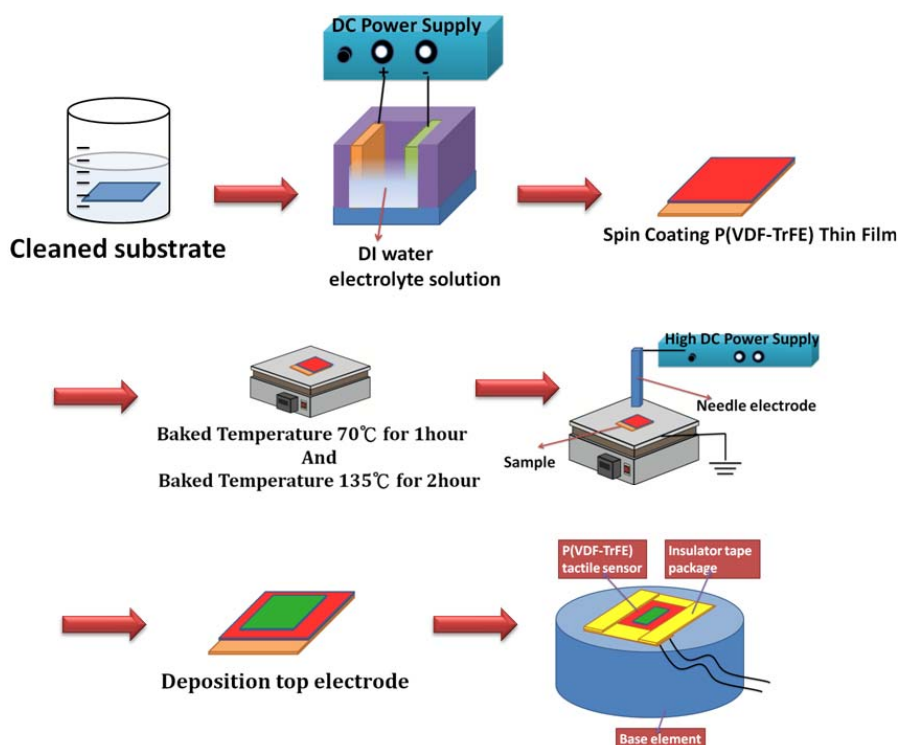 DC Power Supply
+ -
Cleaned substrate
DI water
electrolyte solution
Spin Coating P(VDF-TrFE) Thin Film
Baked Temperature 70℃ for 1hour
And
Baked Temperature 135℃ for 2hour
High DC Power Supply
Needle electrode
Sample
Deposition top electrode
P(VDF-TrFE)
tactile sensor
Insulator tape
package
Base element